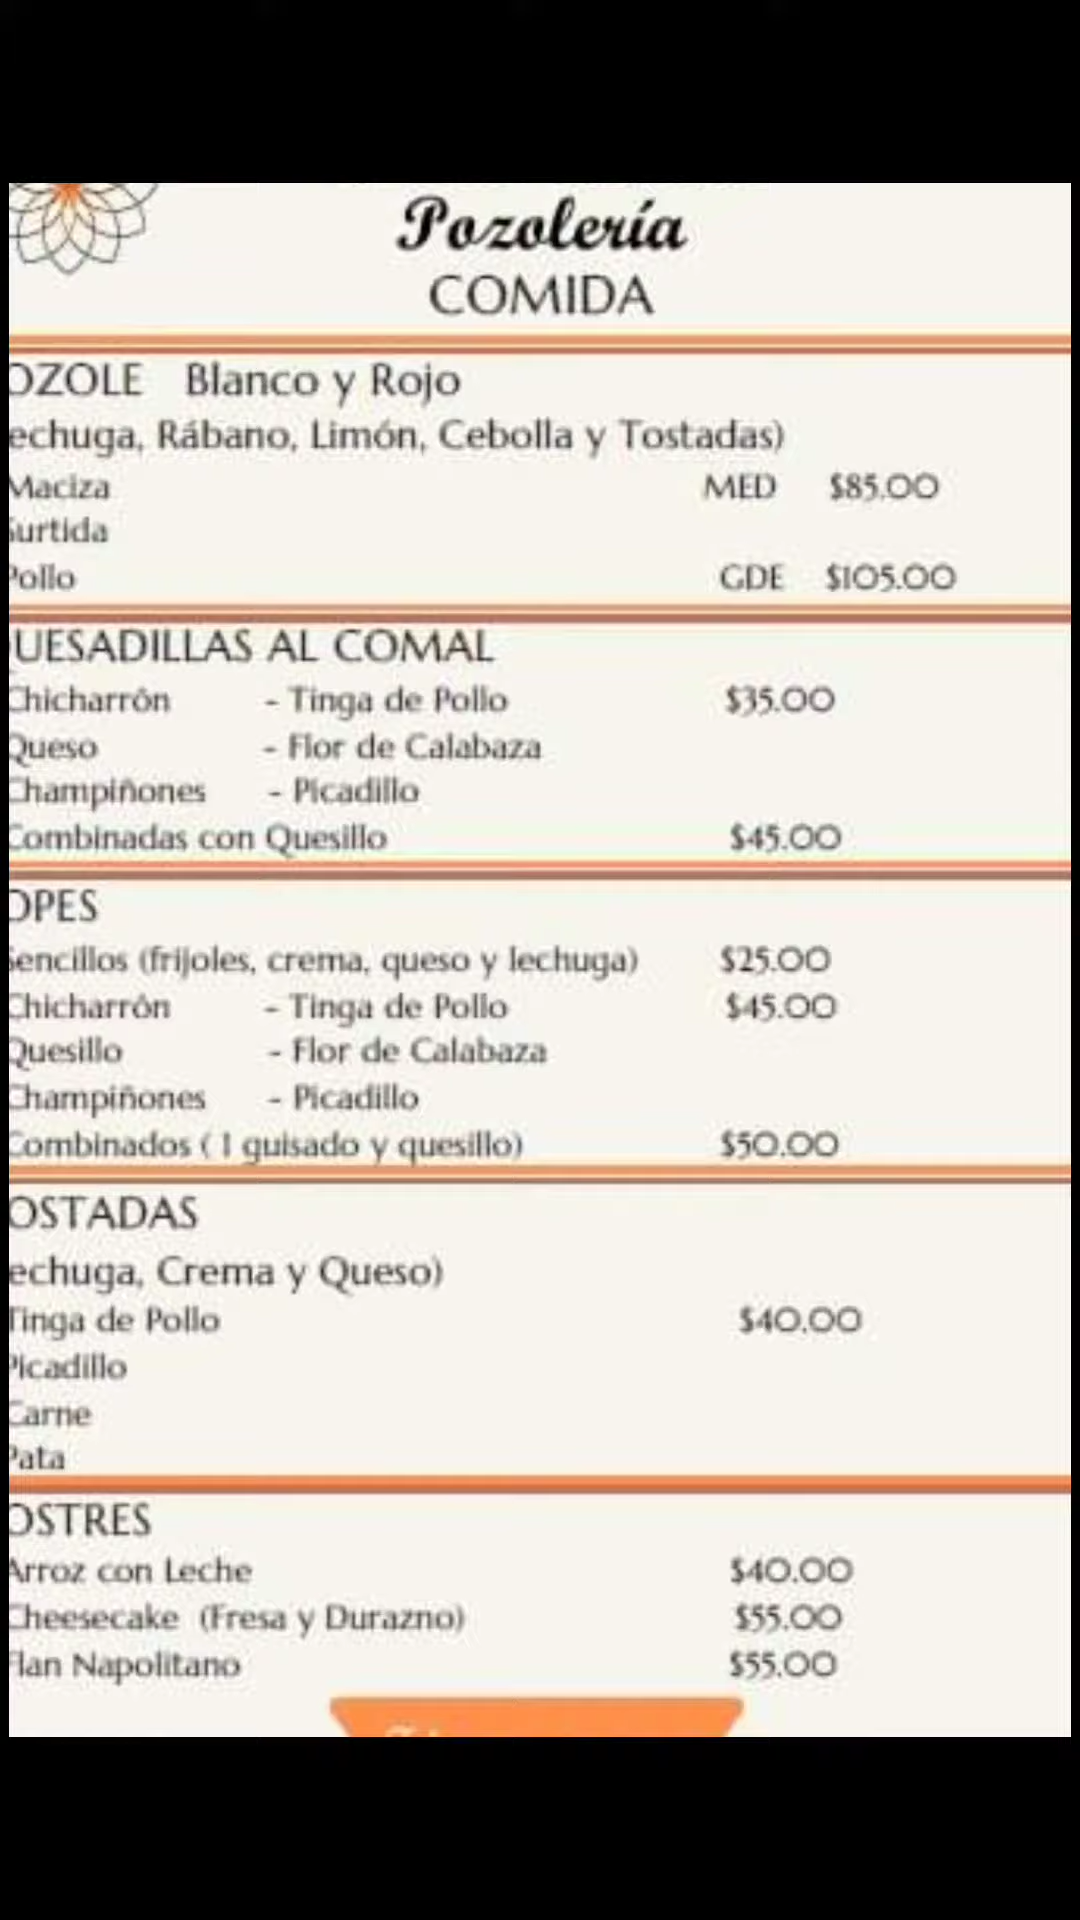 Pozolería
COMIDA
OZOLE Blanco y Rojo
echuga, Rábano, Limón, Cebolla y Tostadas)
Maciza MED $85.00
Surtida
Pollo GDE $105.00
UESADILLAS AL COMAL
Chicharrón - Tinga de Pollo $35.00
Queso - Flor de Calabaza
Champiñones - Picadillo
Combinadas con Quesillo $45.00
OPES
Sencillos (frijoles, crema, queso y lechuga) $25.00
Chicharrón - Tinga de Pollo $45.00
Quesillo - Flor de Calabaza
Champiñones - Picadillo
Combinados ( 1 guisado y quesillo) $50.00
OSTADAS
echuga, Crema y Queso)
Tinga de Pollo $40.00
Picadillo
Carne
Pata
OSTRES
Arroz con Leche $40.00
Cheesecake (Fresa y Durazno) $55.00
Flan Napolitano $55.00